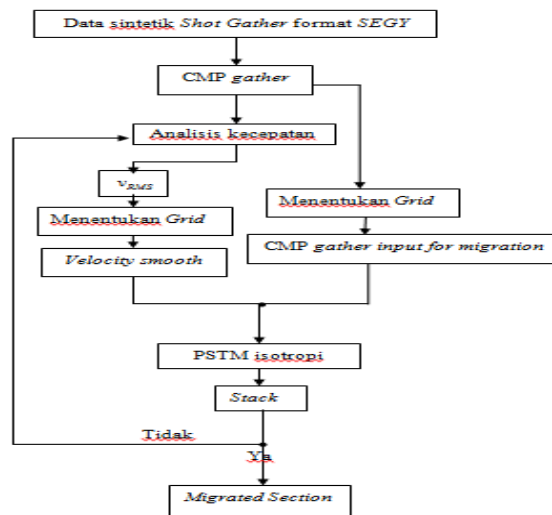 Data sintetik Shot Gather format SEGY
CMP gather
Analisis kecepatan
VRMS
Menentukan Grid
Menentukan Grid
Velocity smooth
CMP gather input for migration
PSTM isotropi
Stack
Tidak
Ya
Migrated Section